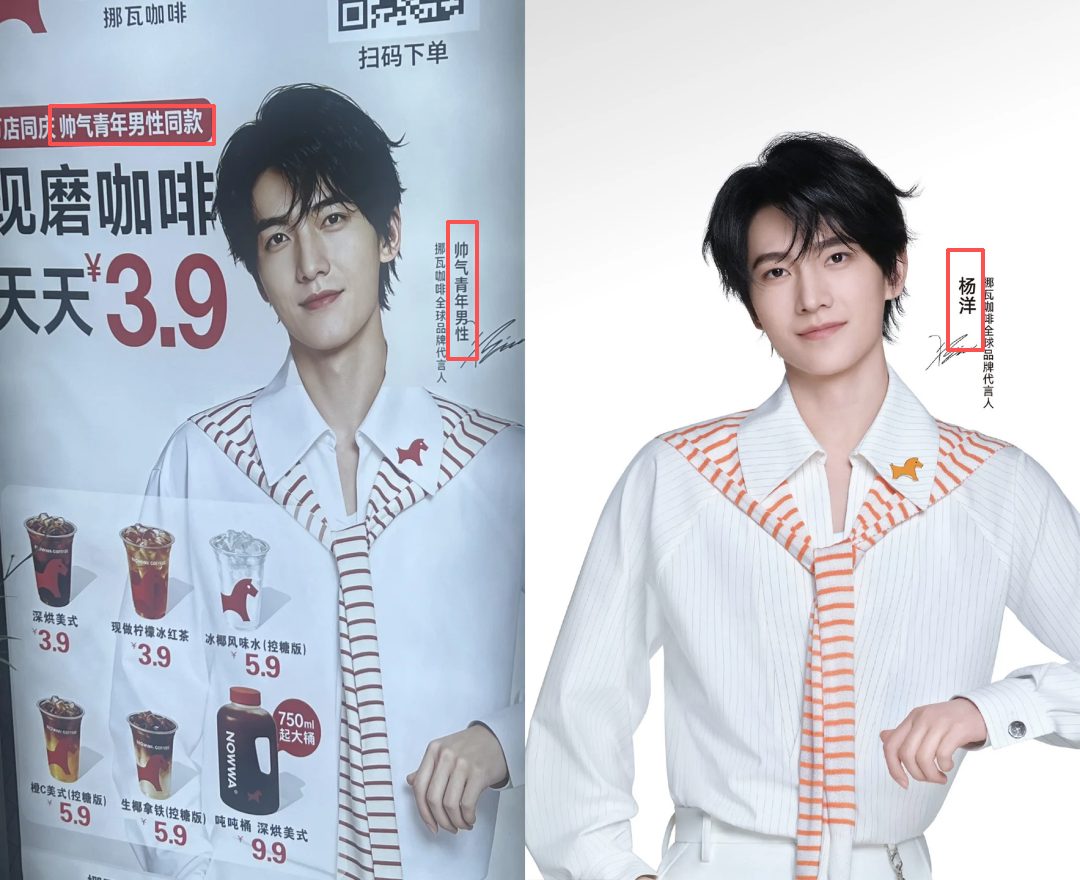 挪瓦咖啡
扫码下单
店同庆 帅气青年男性同款
现磨咖啡
天天¥3.9
帅气青年男性
挪瓦咖啡全球品牌代言人
深烘美式
¥3.9
现做柠檬冰红茶
¥3.9
冰椰风味水(控糖版)
¥5.9
橙C美式(控糖版)
¥5.9
生椰拿铁(控糖版)
¥5.9
750ml
起大桶
NOWWA
吨吨桶 深烘美式
¥9.9
杨洋
挪瓦咖啡全球品牌代言人